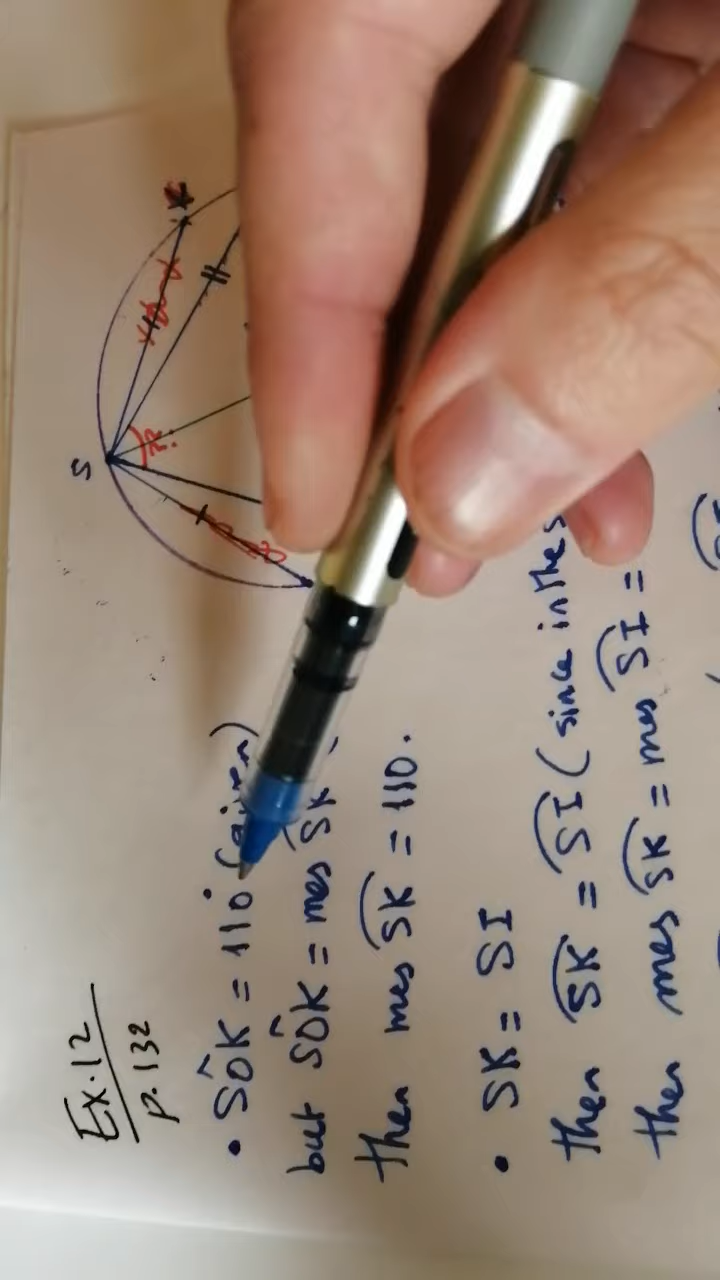 S
Ex.12
p.132
• SÔK = 110° (given)
but SÔK = mes SK
then mes SK = 110.
• SK = SI
then SK = SI (since in the s
then mes SK = mes SI =